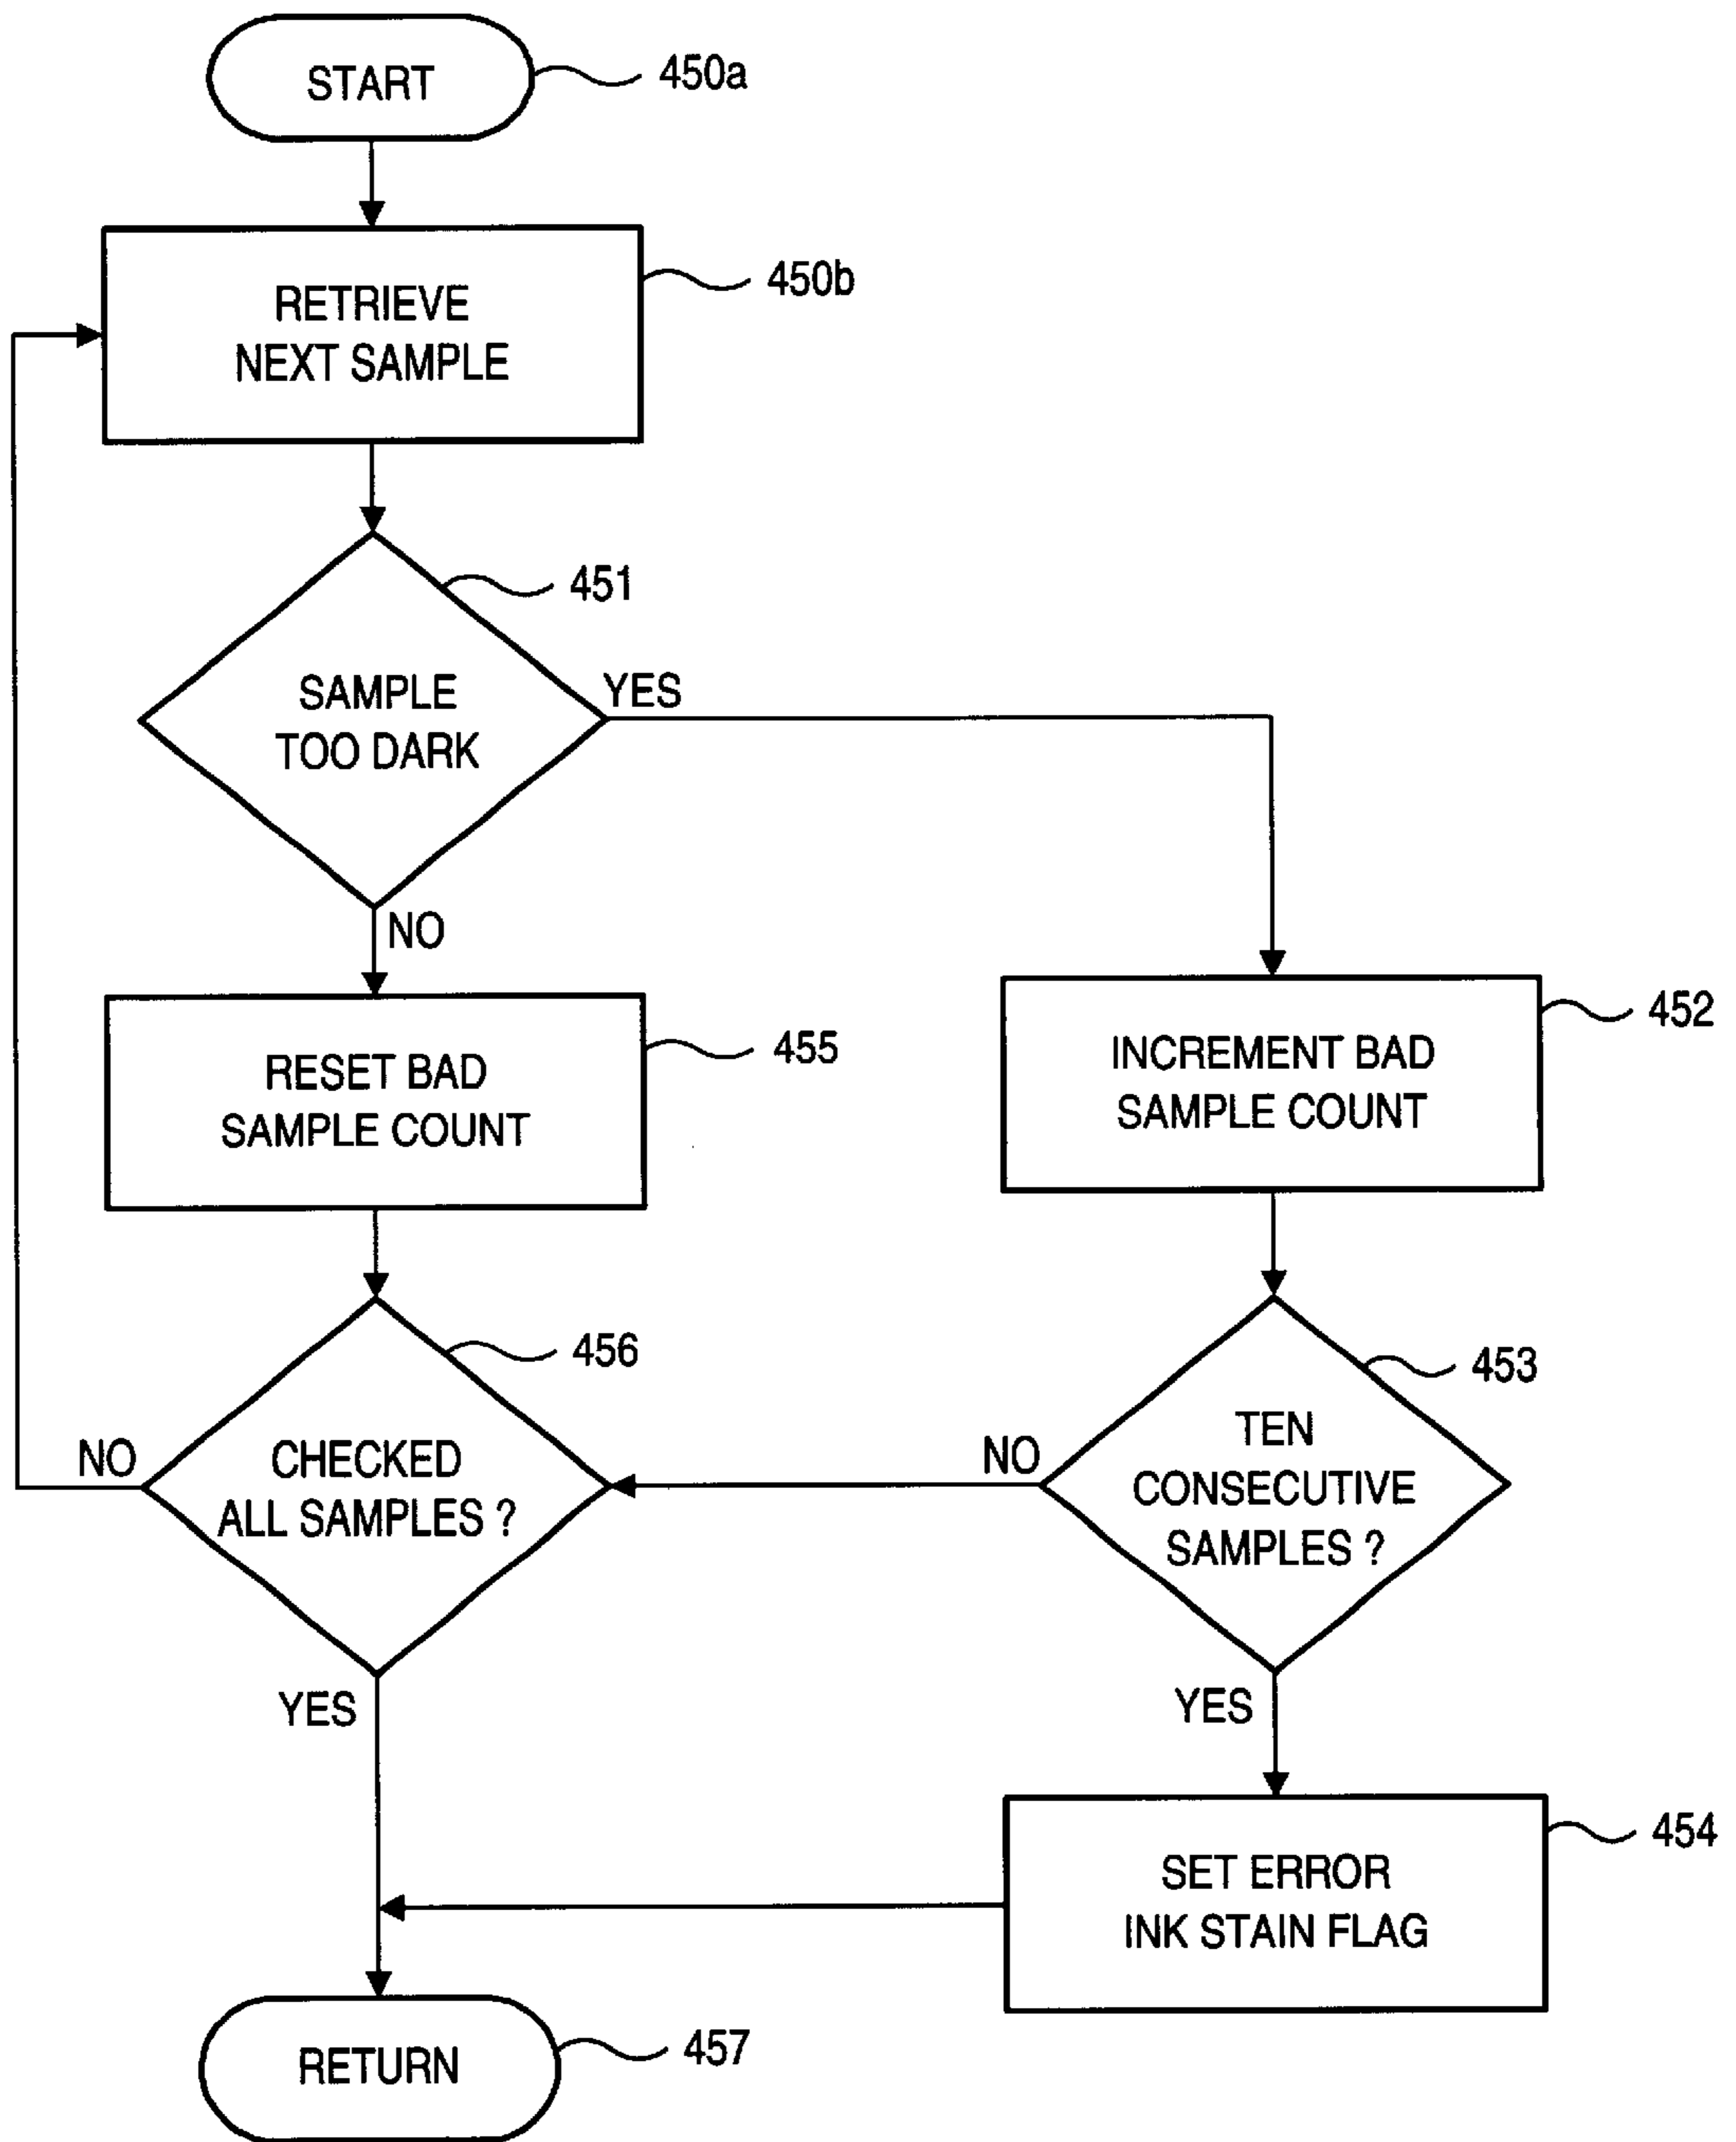 START
450a
RETRIEVE
NEXT SAMPLE
450b
451
SAMPLE
TOO DARK
YES
NO
RESET BAD
SAMPLE COUNT
455
INCREMENT BAD
SAMPLE COUNT
452
456
CHECKED
ALL SAMPLES ?
NO
YES
453
TEN
CONSECUTIVE
SAMPLES ?
NO
YES
SET ERROR
INK STAIN FLAG
454
RETURN
457